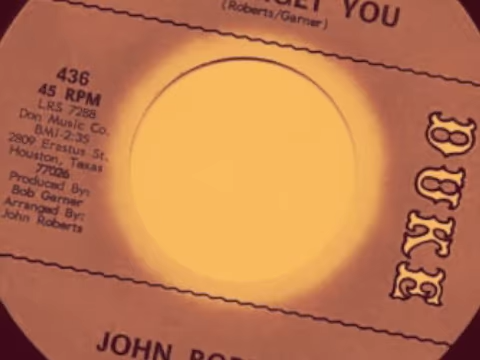 GET YOU
(Roberts/Garner)
436
45 RPM
LRS 7288
Don Music Co.
BMI-2:35
2809 Erastus St.
Houston, Texas
77026
Produced By:
Bob Garner
Arranged By:
John Roberts
DUKE
JOHN